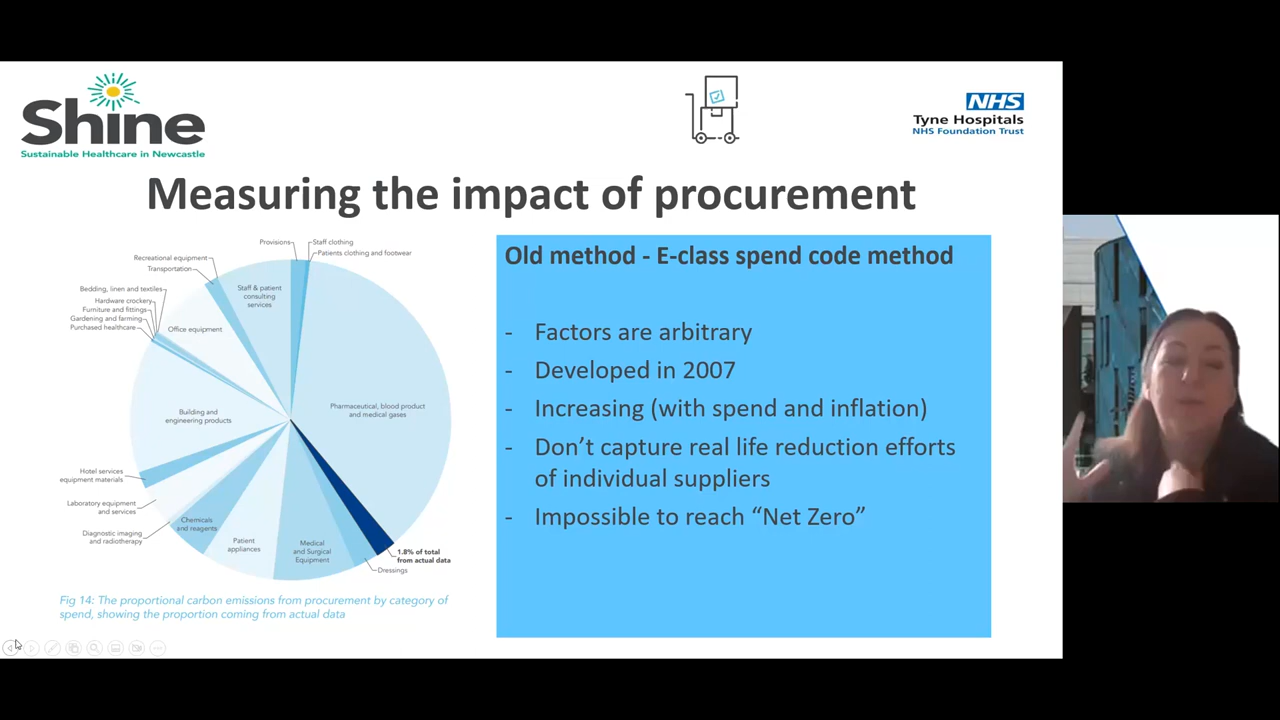 Shine
Sustainable Healthcare in Newcastle
NHS
Tyne Hospitals
NHS Foundation Trust
Measuring the impact of procurement
Provisions
Staff clothing
Patients clothing and footwear
Recreational equipment
Transportation
Bedding, linen and textiles
Hardware crockery
Furniture and fittings
Gardening and farming
Purchased healthcare
Staff & patient
consulting
services
Office equipment
Pharmaceutical, blood product
and medical gases
Building and
engineering products
Hotel services
equipment materials
Laboratory equipment
and services
Diagnostic imaging
and radiotherapy
Chemicals
and reagents
Patient
appliances
Medical
and Surgical
Equipment
1.8% of total
from actual data
Dressings
Fig 14: The proportional carbon emissions from procurement by category of
spend, showing the proportion coming from actual data
Old method - E-class spend code method
- Factors are arbitrary
- Developed in 2007
- Increasing (with spend and inflation)
- Don’t capture real life reduction efforts
of individual suppliers
- Impossible to reach “Net Zero”